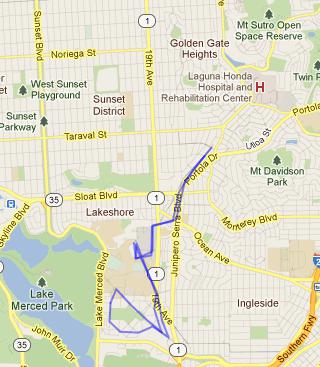 Sunset Blvd
1
Mt Sutro Open
Space Reserve
Noriega St
19th Ave
Golden Gate
Heights
Laguna Honda
Hospital and
Rehabilitation Center
H
Twin P
West Sunset
Playground
Sunset
District
Portola
Sunset
Parkway
Taraval St
Ulloa St
Portola Dr
Mt Davidson
Park
35
Sloat Blvd
1
Lakeshore
Skyline Blvd
Junipero Serra Blvd
Monterey Blvd
Ocean Ave
1
Lake
Merced Park
Lake Merced Blvd
19th Ave
Ingleside
John Muir Dr
35
1
Southern Fwy